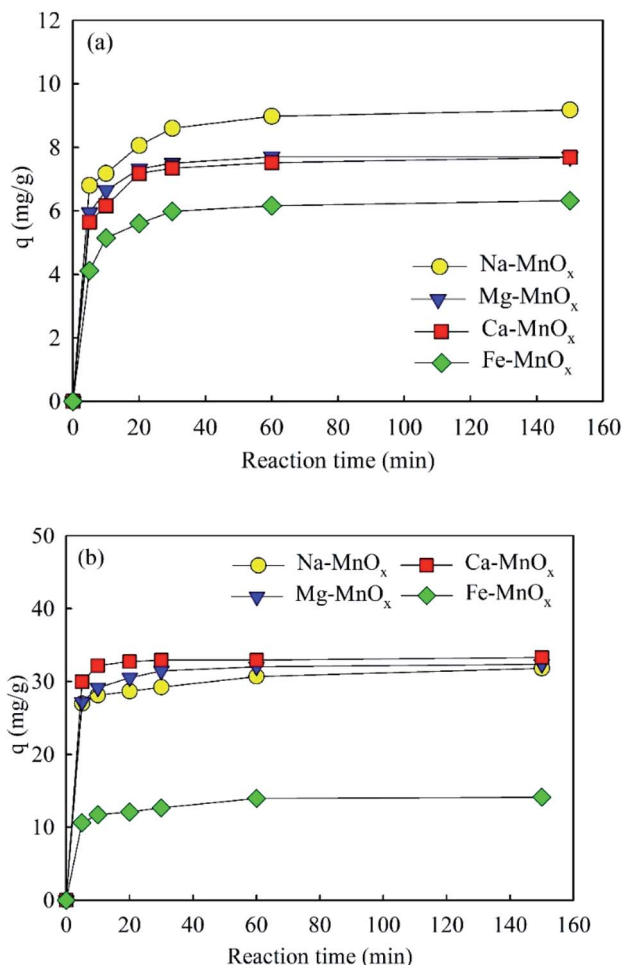 (a)
12
10
8
6
4
2
0
q (mg/g)
Na-MnOₓ
Mg-MnOₓ
Ca-MnOₓ
Fe-MnOₓ
0 20 40 60 80 100 120 140 160
Reaction time (min)
(b)
50
40
30
20
10
0
q (mg/g)
Na-MnOₓ Ca-MnOₓ
Mg-MnOₓ Fe-MnOₓ
0 20 40 60 80 100 120 140 160
Reaction time (min)